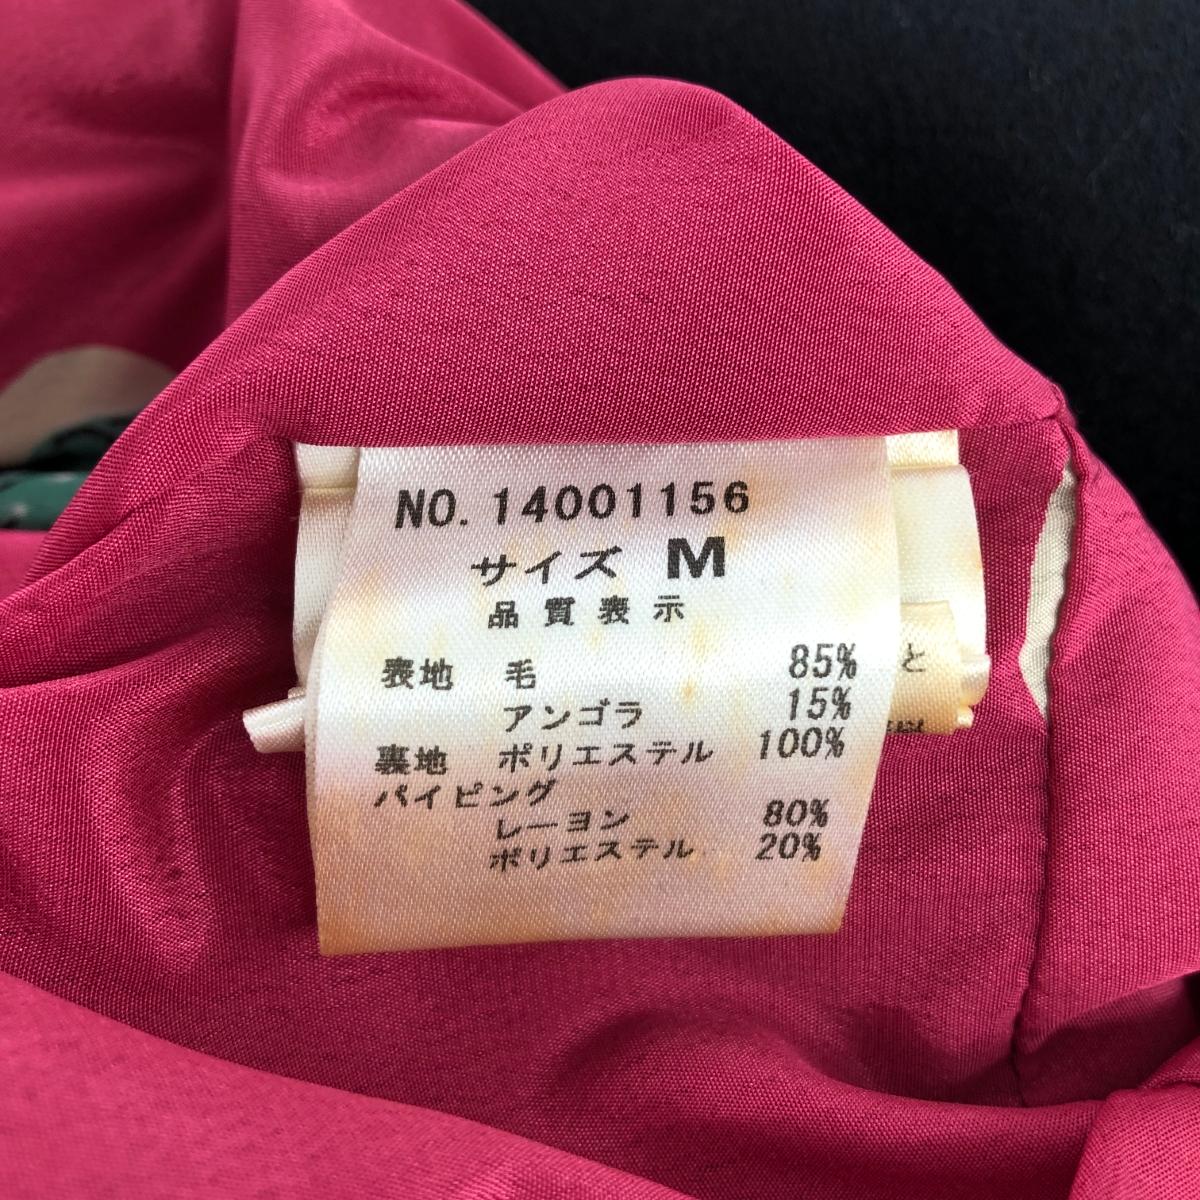 NO. 14001156
サイズ M
品質表示
表地 毛 85%
アンゴラ 15%
裏地 ポリエステル 100%
パイピング
レーヨン 80%
ポリエステル 20%
と